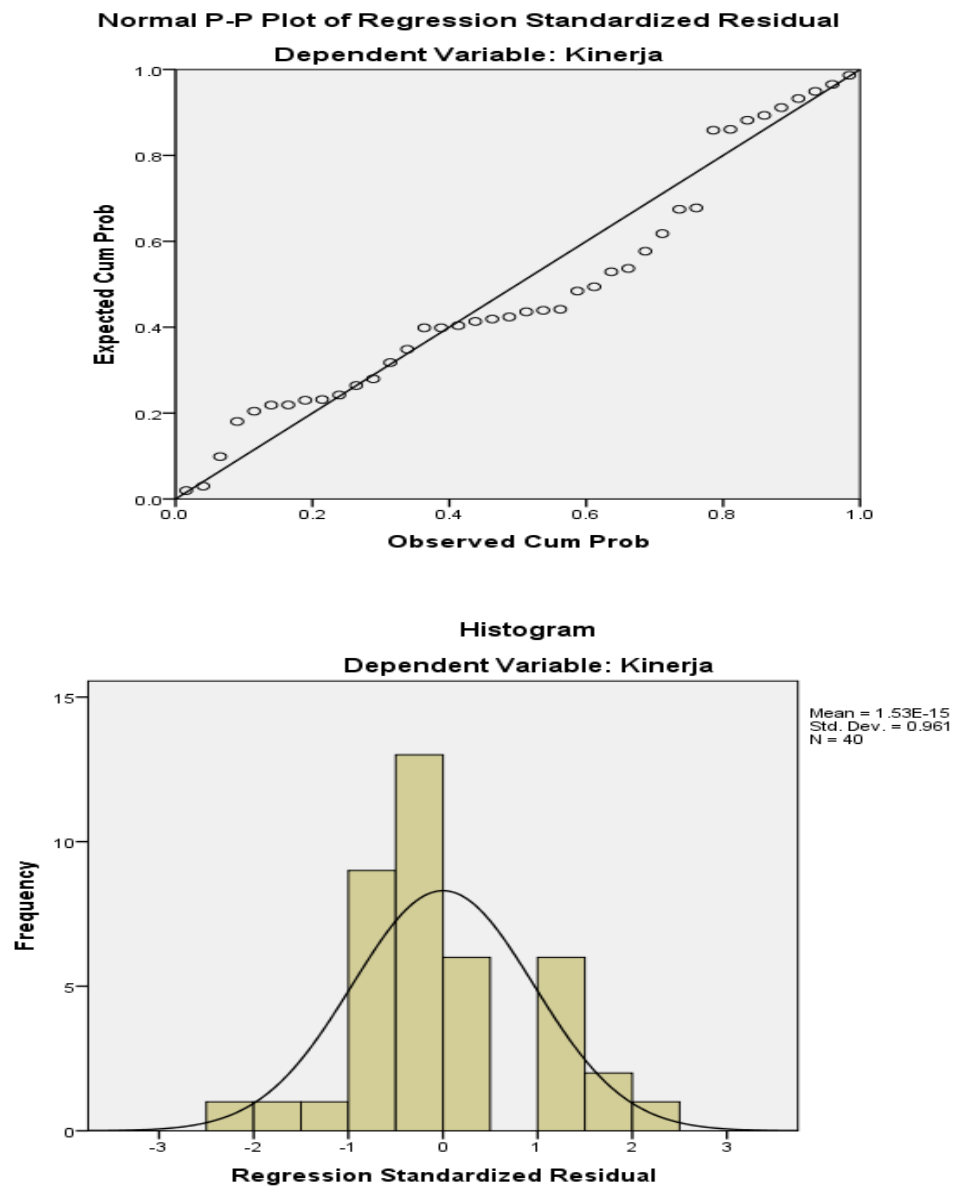 Normal P-P Plot of Regression Standardized Residual
Dependent Variable: Kinerja
1.0
0.8
0.6
0.4
0.2
0.0
Expected Cum Prob
0.0 0.2 0.4 0.6 0.8 1.0
Observed Cum Prob
Histogram
Dependent Variable: Kinerja
Mean = 1.53E-15
Std. Dev. = 0.961
N = 40
15
10
5
0
Frequency
-3 -2 -1 0 1 2 3
Regression Standardized Residual